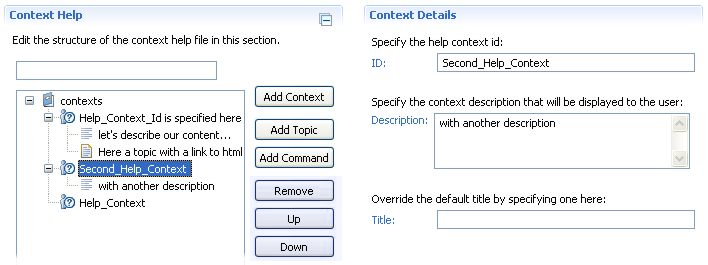 Context Help
Edit the structure of the context help file in this section.
contexts
Help_Context_Id is specified here
let's describe our content...
Here a topic with a link to html
Second_Help_Context
with another description
Help_Context
Add Context
Add Topic
Add Command
Remove
Up
Down
Context Details
Specify the help context id:
ID: Second_Help_Context
Specify the context description that will be displayed to the user:
Description: with another description
Override the default title by specifying one here:
Title: